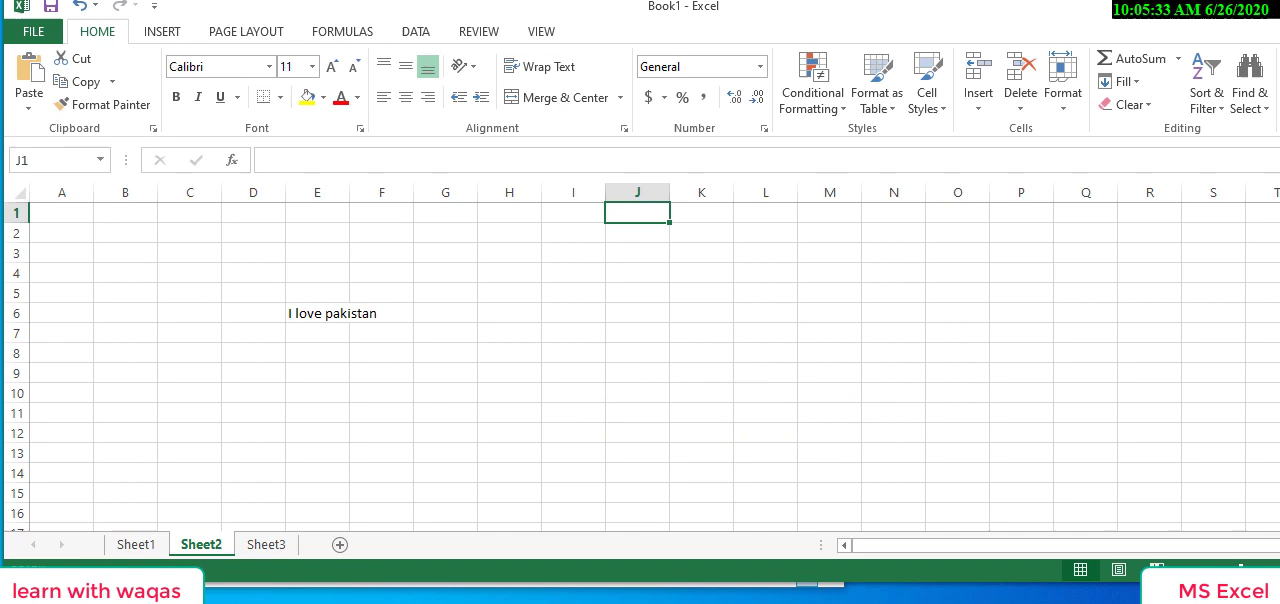 Book1 - Excel
10:05:33 AM 6/26/2020
FILE HOME INSERT PAGE LAYOUT FORMULAS DATA REVIEW VIEW
Paste
Cut
Copy
Format Painter
Clipboard
Calibri 11
B I U A
Font
Wrap Text
Merge & Center
Alignment
General
$ % ,
Number
Conditional Formatting
Format as Table
Cell Styles
Styles
Insert
Delete
Format
Cells
AutoSum
Fill
Clear
Sort & Filter
Find & Select
Editing
J1 fx
A B C D E F G H I J K L M N O P Q R S
1
2
3
4
5
6 I love pakistan
7
8
9
10
11
12
13
14
15
16
Sheet1 Sheet2 Sheet3
learn with waqas
MS Excel